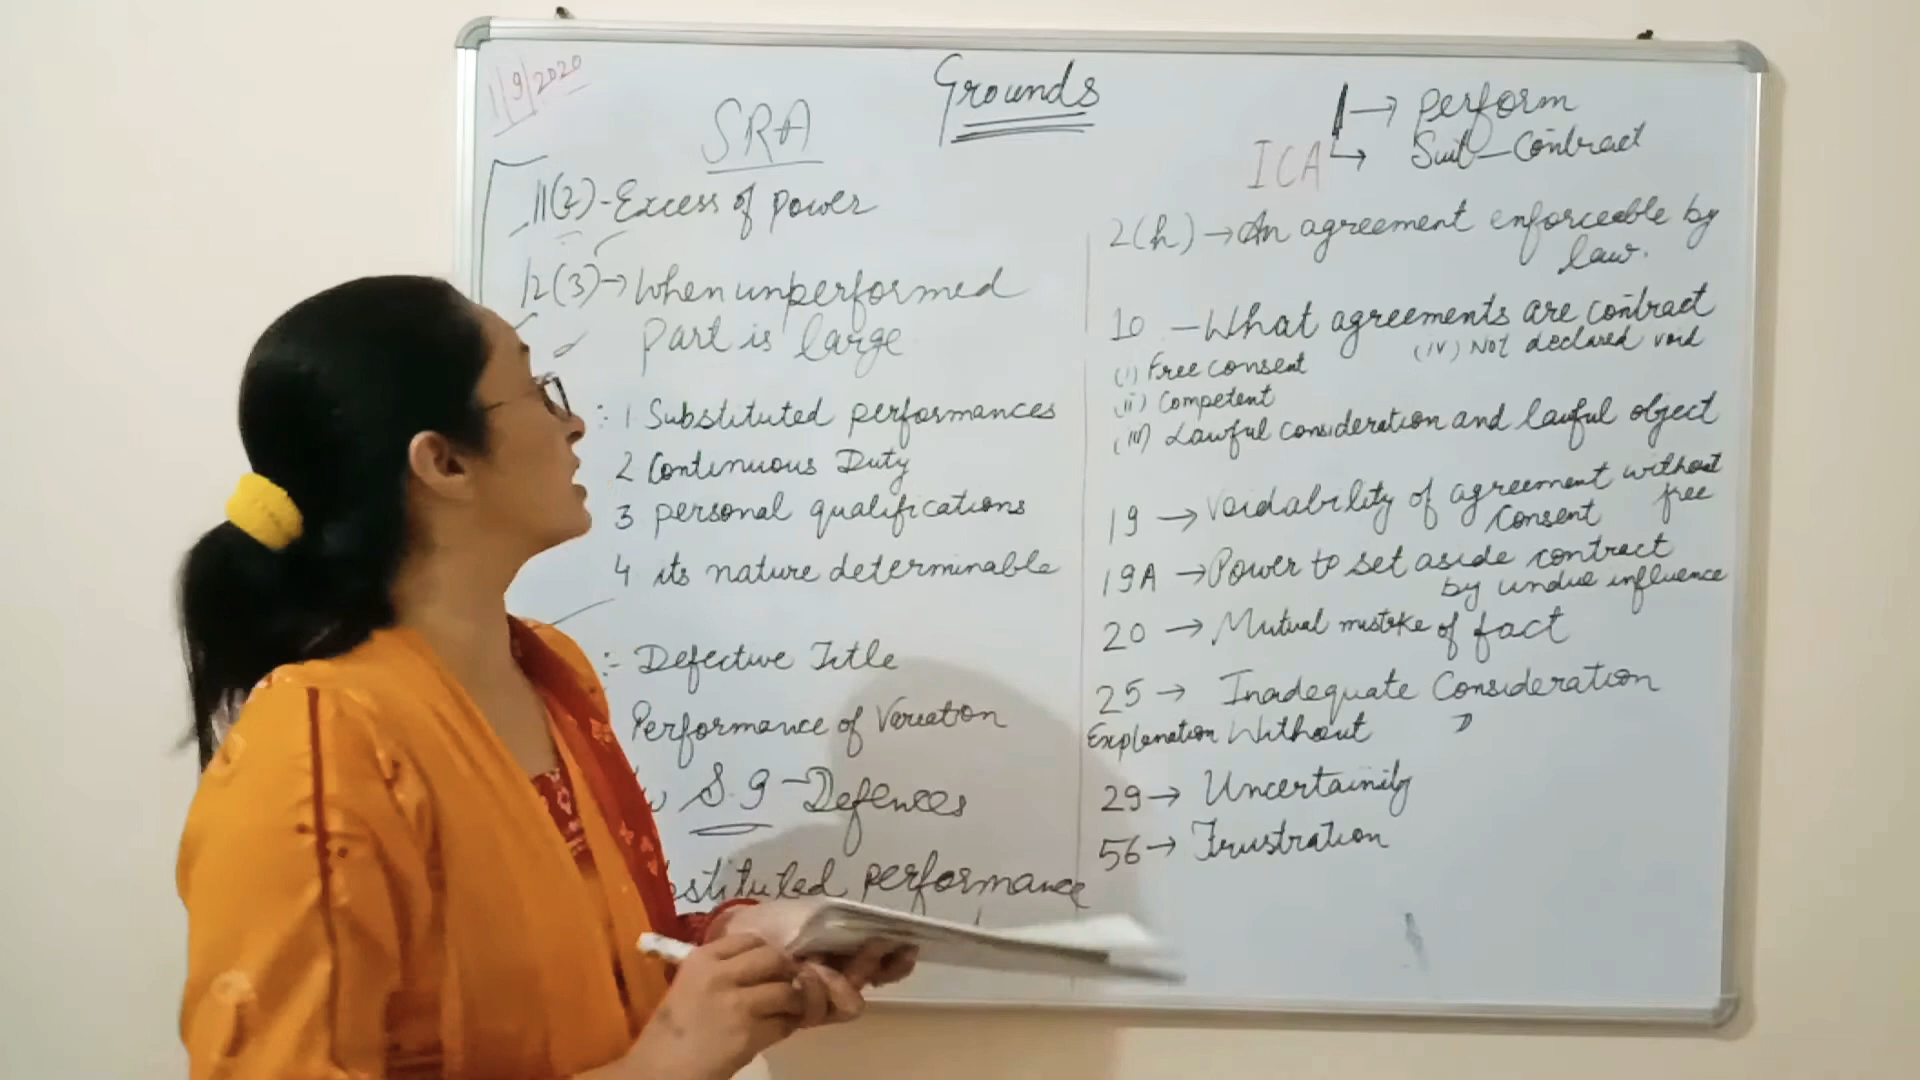 1/9/2020
Grounds
SRA
11(2)-Excess of power
12(3)→When unperformed
part is large
:- 1 Substituted performances
2 Continuous Duty
3 personal qualifications
4 its nature determinable
:- Defective Title
Performance of Variation
S.9-Defences
stituted performance
→ perform
ICA → Suit-Contract
2(h)→An agreement enforceable by
law.
10 -What agreements are contract
(i) Free consent (iv) Not declared void
(ii) Competent
(iii) Lawful consideration and lawful object
19 → Voidability of agreement without
free
consent
19A →Power to set aside contract
by undue influence
20 → Mutual mistake of fact
25 → Inadequate Consideration
Explanation Without "
29→ Uncertainity
56→ Frustration